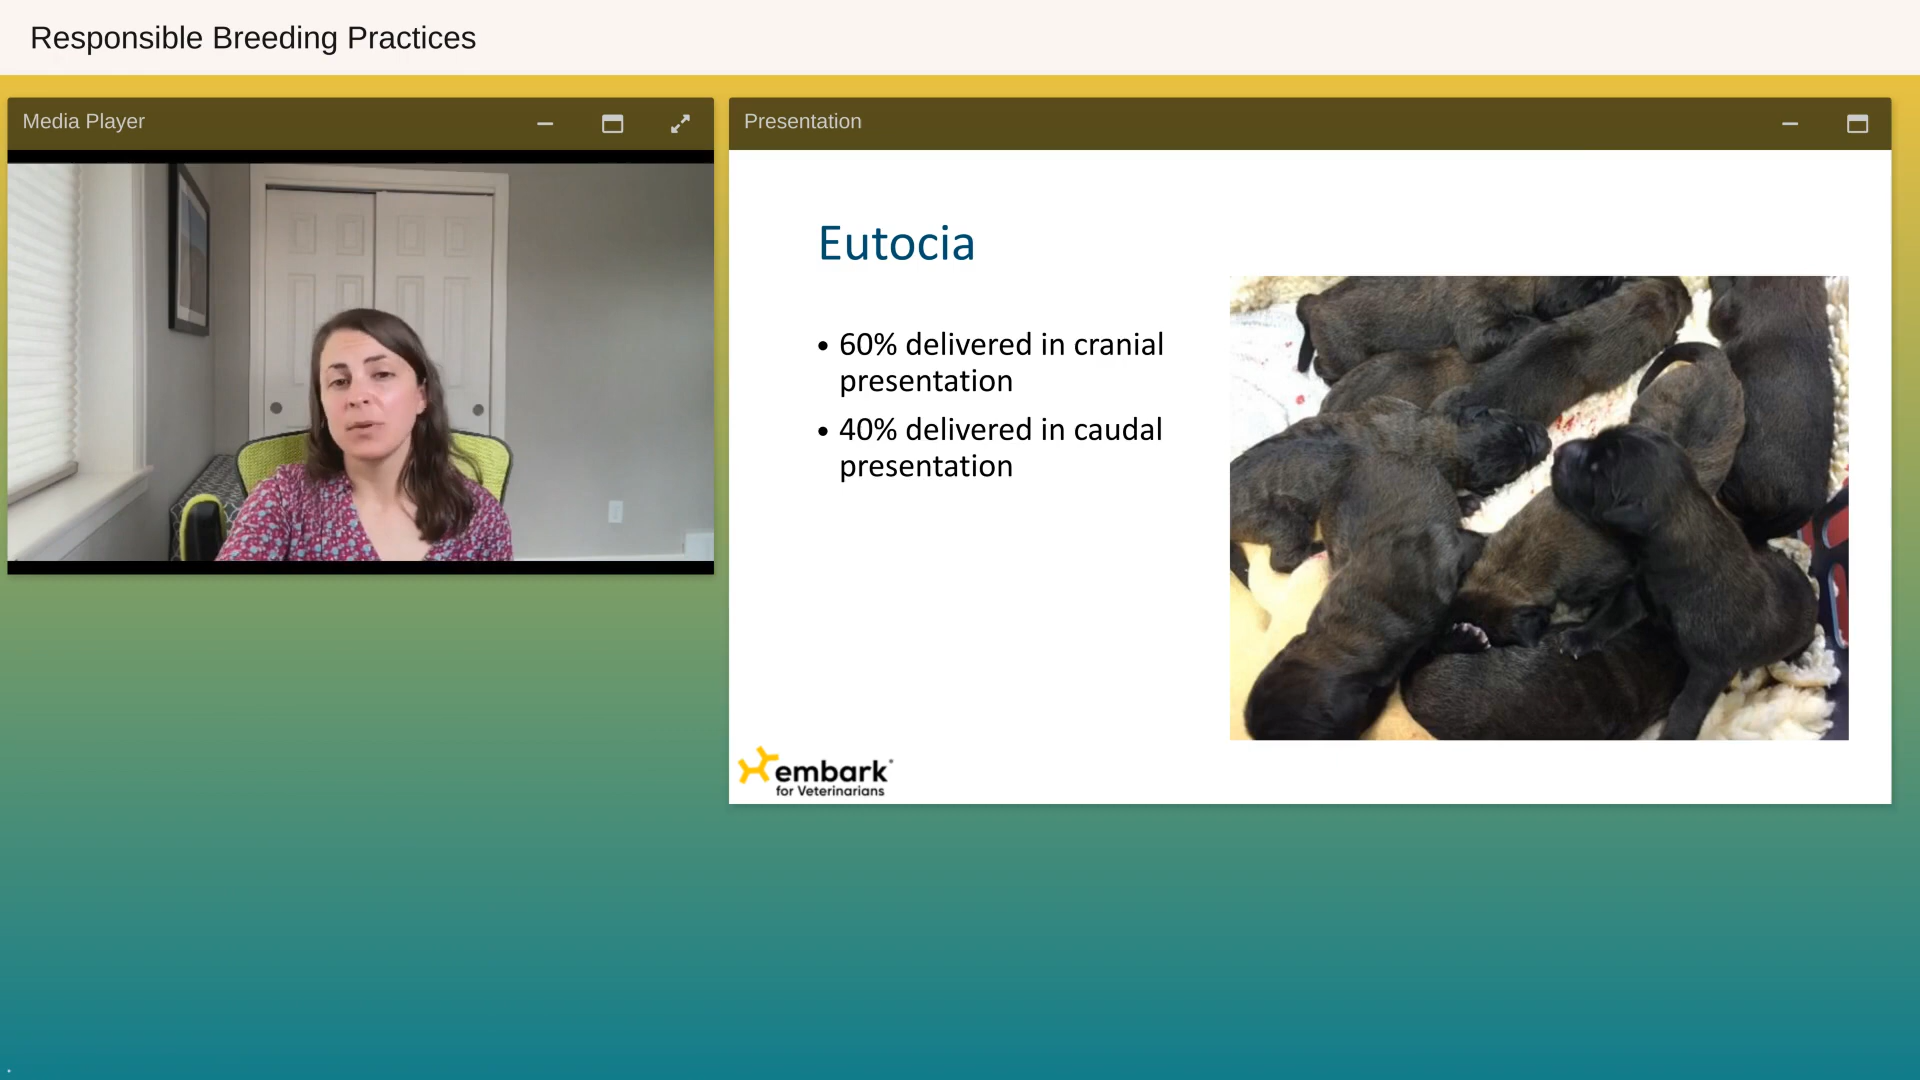 Responsible Breeding Practices
Media Player
Presentation
Eutocia
• 60% delivered in cranial
presentation
• 40% delivered in caudal
presentation
embark
for Veterinarians